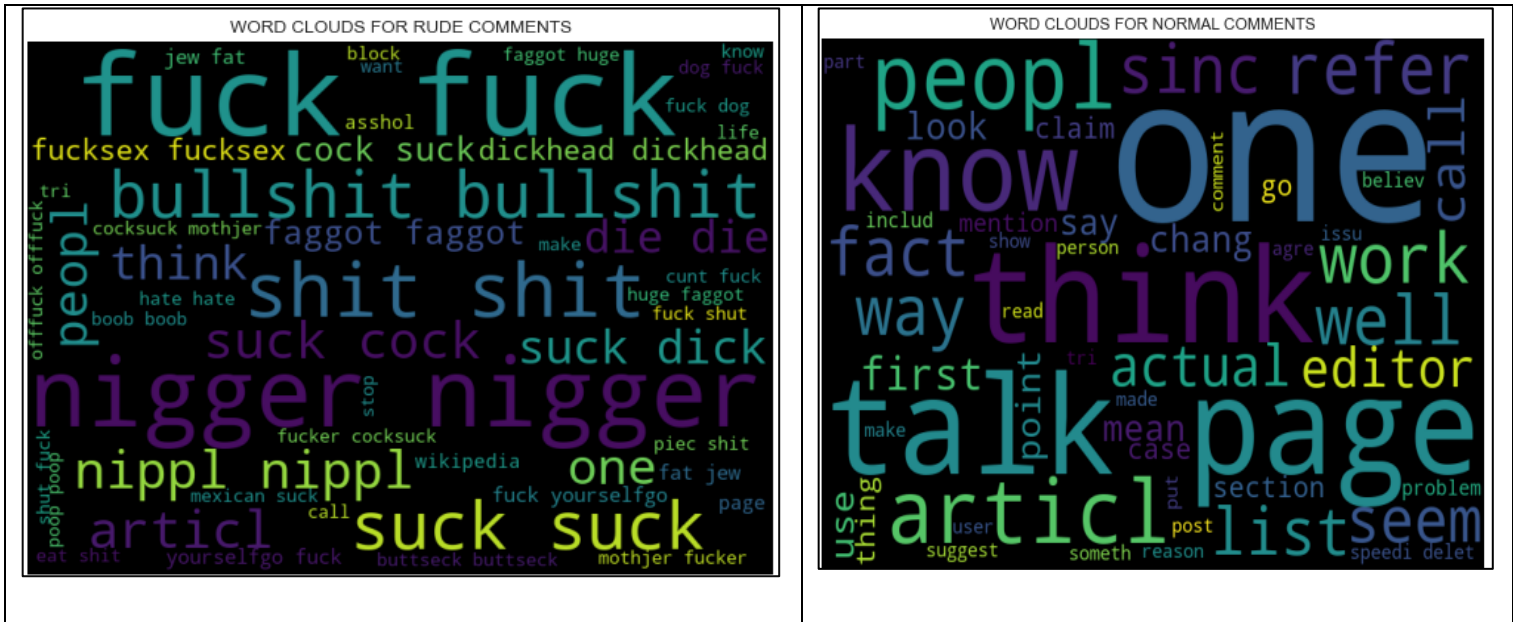 WORD CLOUDS FOR RUDE COMMENTS
jew fat
block
want
faggot huge
know
dog fuck
fuck fuck
fuck dog
asshol
life
fucksex fucksex
cock suck
dickhead dickhead
tri
bullshit bullshit
offfuck offfuck
peopl
cocksuck mothjer
faggot faggot
make
die die
think
shit shit
cunt fuck
hate hate
huge faggot
boob boob
fuck shut
suck cock
suck dick
nigger nigger
stop
fucker cocksuck
piec shit
shut fuck
poop poop
nippl nippl
wikipedia
one
fat jew
mexican suck
fuck yourselfgo
page
articl
call
suck suck
eat shit
yourselfgo fuck
buttseck buttseck
mothjer fucker
WORD CLOUDS FOR NORMAL COMMENTS
part
peopl
sinc
refer
look
claim
one
call
know
comment
go
believ
includ
mention
say
fact
show
person
chang
agre
issu
work
way
read
think
well
first
point
tri
actual
editor
talk
page
make
made
mean
case
use
thing
articl
user
put
post
section
problem
list
seem
suggest
someth
reason
speedi delet